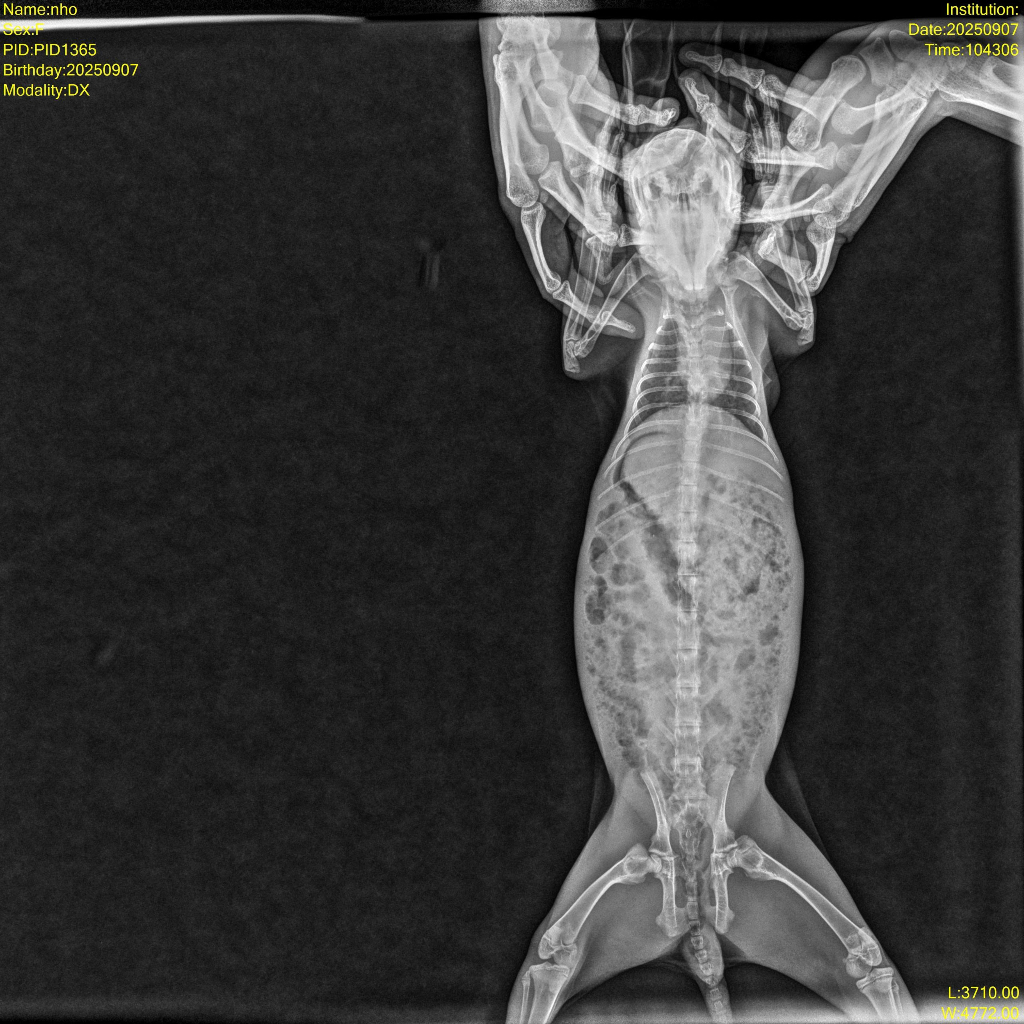 Name:nho
Sex:F
PID:PID1365
Birthday:20250907
Modality:DX
Institution:
Date:20250907
Time:104306
L:3710.00
W:4772.00